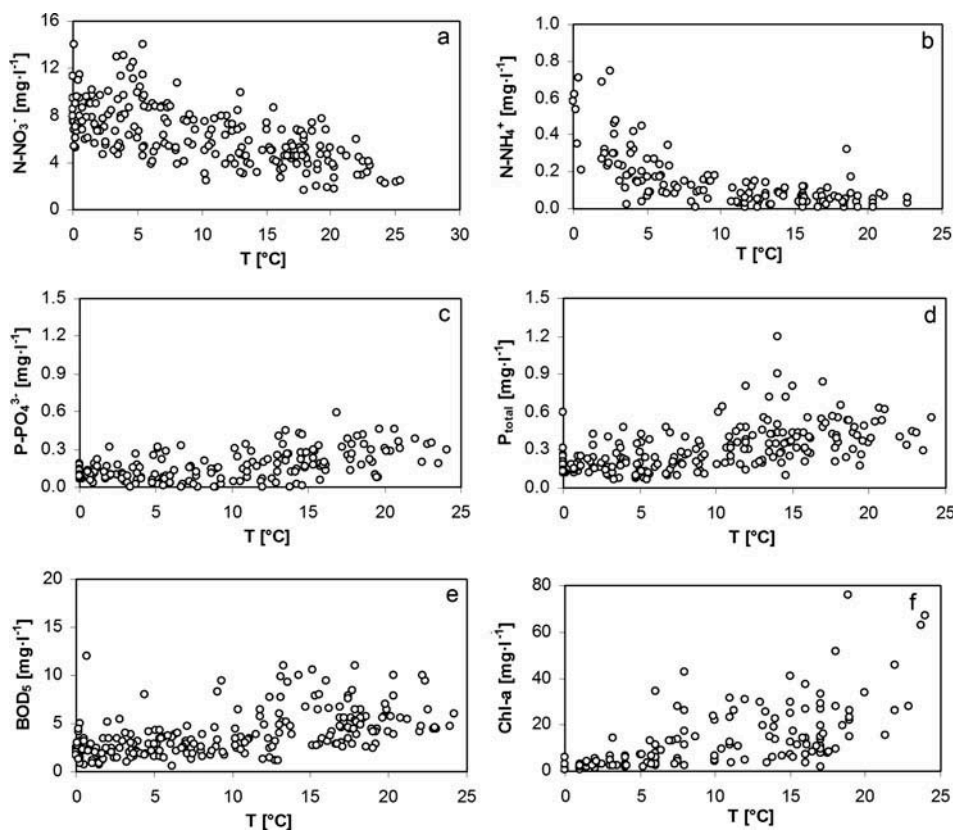 a
N-NO₃⁻ [mg·l⁻¹]
16
12
8
4
0
0 5 10 15 20 25 30
T [°C]
b
N-NH₄⁺ [mg·l⁻¹]
1.0
0.8
0.6
0.4
0.2
0.0
0 5 10 15 20 25
T [°C]
c
P-PO₄³⁻ [mg·l⁻¹]
1.5
1.2
0.9
0.6
0.3
0.0
0 5 10 15 20 25
T [°C]
d
P_total [mg·l⁻¹]
1.5
1.2
0.9
0.6
0.3
0.0
0 5 10 15 20 25
T [°C]
e
BOD₅ [mg·l⁻¹]
20
15
10
5
0
0 5 10 15 20 25
T [°C]
f
Chl-a [mg·l⁻¹]
80
60
40
20
0
0 5 10 15 20 25
T [°C]